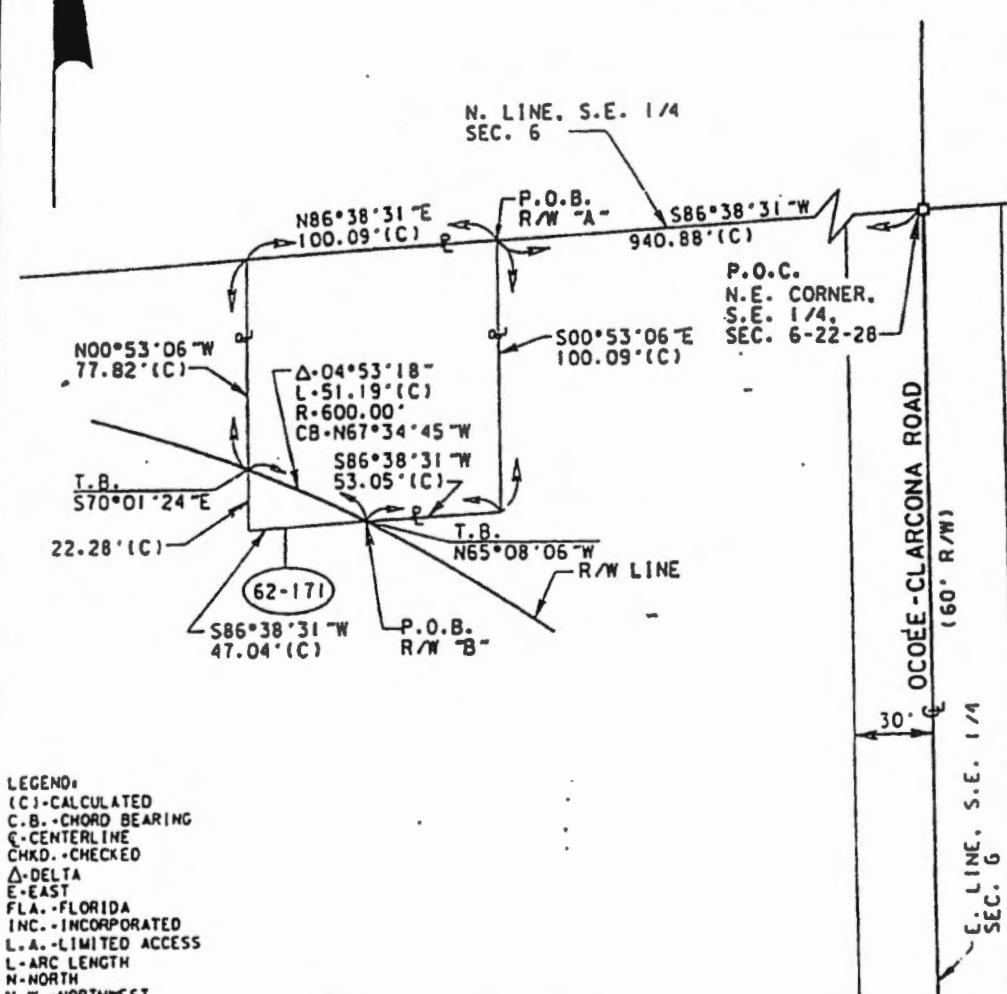 N. LINE, S.E. 1/4
SEC. 6
N86°38'31"E
100.09'(C)
P.O.B.
R/W "A"
S86°38'31"W
940.88'(C)
P.O.C.
N.E. CORNER,
S.E. 1/4,
SEC. 6-22-28
N00°53'06"W
77.82'(C)
S00°53'06"E
100.09'(C)
Δ=04°53'18"
L=51.19'(C)
R=600.00'
CB=N67°34'45"W
S86°38'31"W
53.05'(C)
T.B.
S70°01'24"E
22.28'(C)
T.B.
N65°08'06"W
R/W LINE
62-171
S86°38'31"W
47.04'(C)
P.O.B.
R/W "B"
OCOEE-CLARCONA ROAD
(60' R/W)
30'
E. LINE, S.E. 1/4
SEC. 6
LEGEND:
(C)=CALCULATED
C.B.=CHORD BEARING
℄=CENTERLINE
CHKD.=CHECKED
Δ=DELTA
E=EAST
FLA.=FLORIDA
INC.=INCORPORATED
L.A.=LIMITED ACCESS
L=ARC LENGTH
N=NORTH
N.W.=NORTHWEST